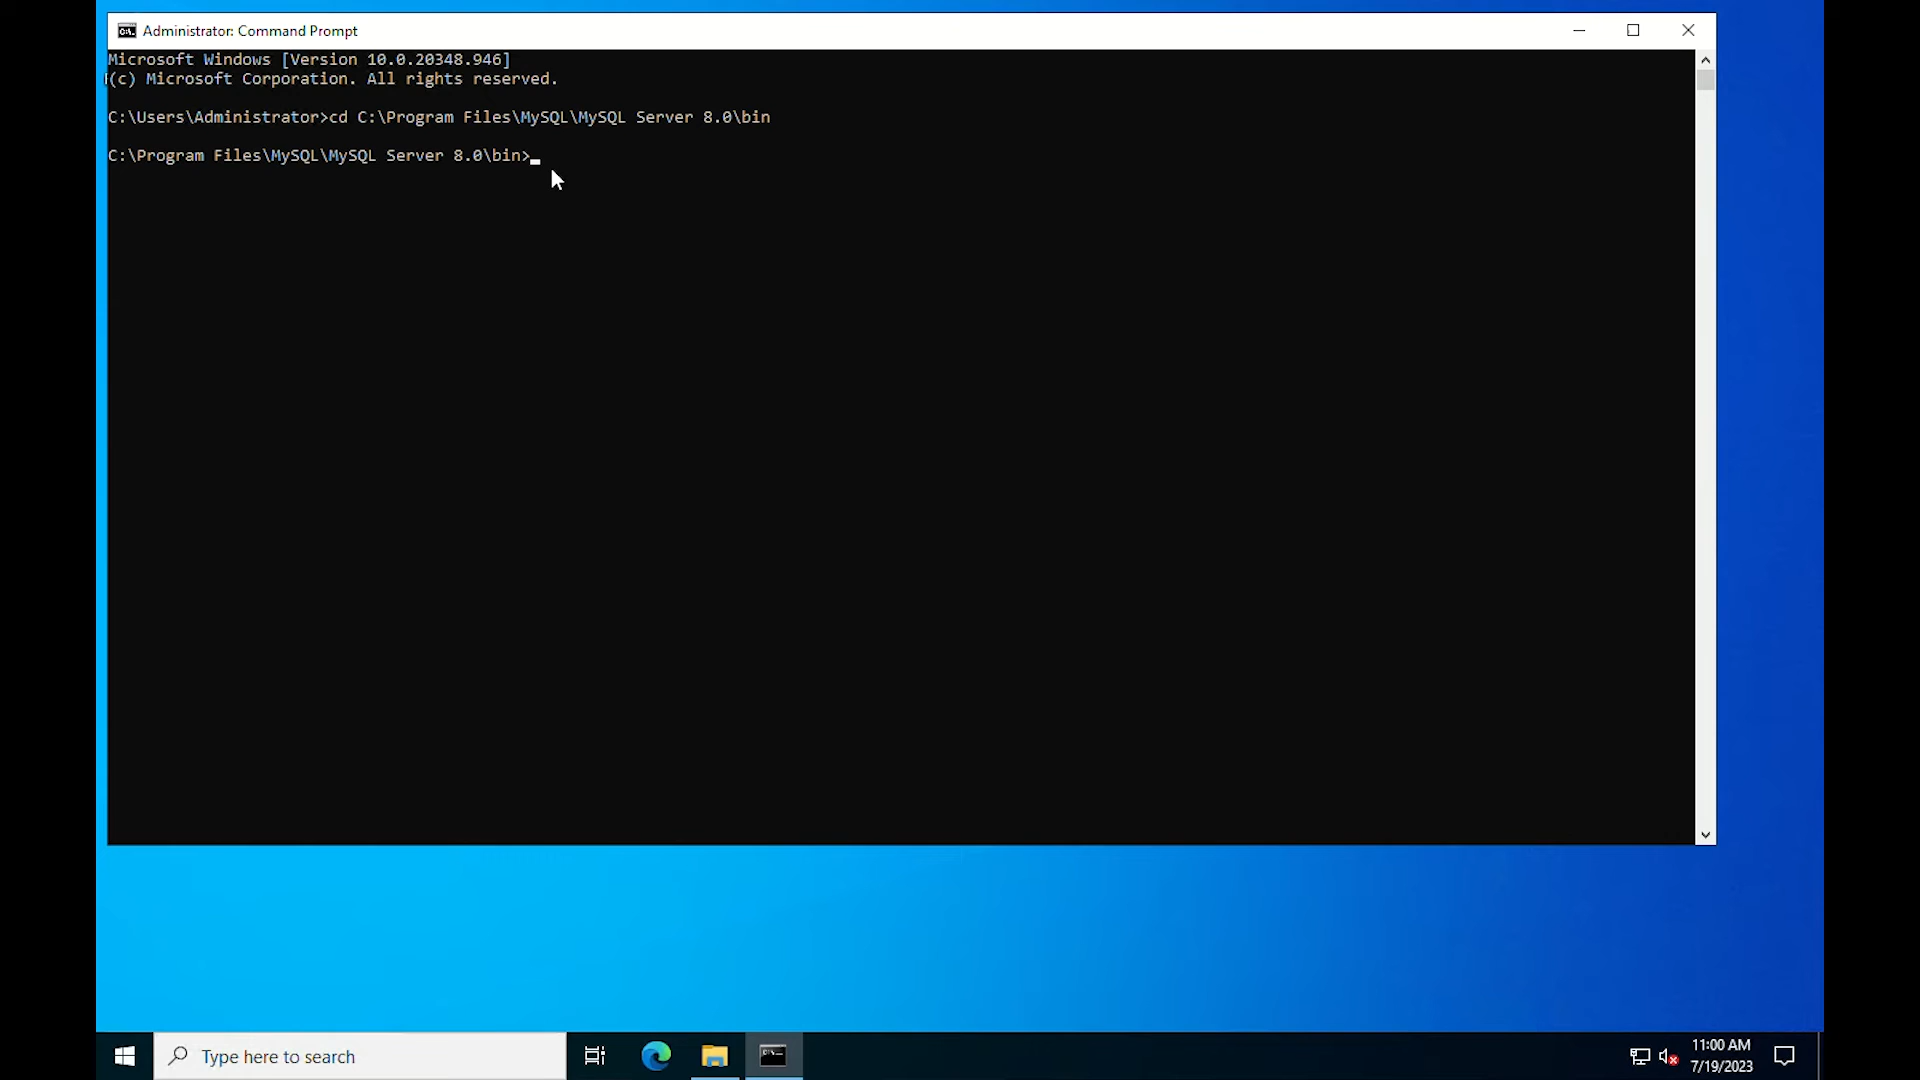 Administrator: Command Prompt
Microsoft Windows [Version 10.0.20348.946]
(c) Microsoft Corporation. All rights reserved.
C:\Users\Administrator>cd C:\Program Files\MySQL\MySQL Server 8.0\bin
C:\Program Files\MySQL\MySQL Server 8.0\bin>
Type here to search
11:00 AM
7/19/2023